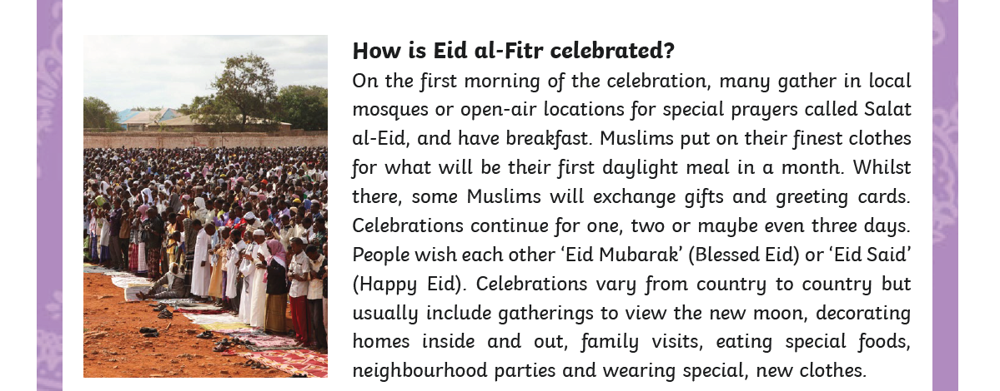 How is Eid al-Fitr celebrated?
On the first morning of the celebration, many gather in local
mosques or open-air locations for special prayers called Salat
al-Eid, and have breakfast. Muslims put on their finest clothes
for what will be their first daylight meal in a month. Whilst
there, some Muslims will exchange gifts and greeting cards.
Celebrations continue for one, two or maybe even three days.
People wish each other ‘Eid Mubarak’ (Blessed Eid) or ‘Eid Said’
(Happy Eid). Celebrations vary from country to country but
usually include gatherings to view the new moon, decorating
homes inside and out, family visits, eating special foods,
neighbourhood parties and wearing special, new clothes.